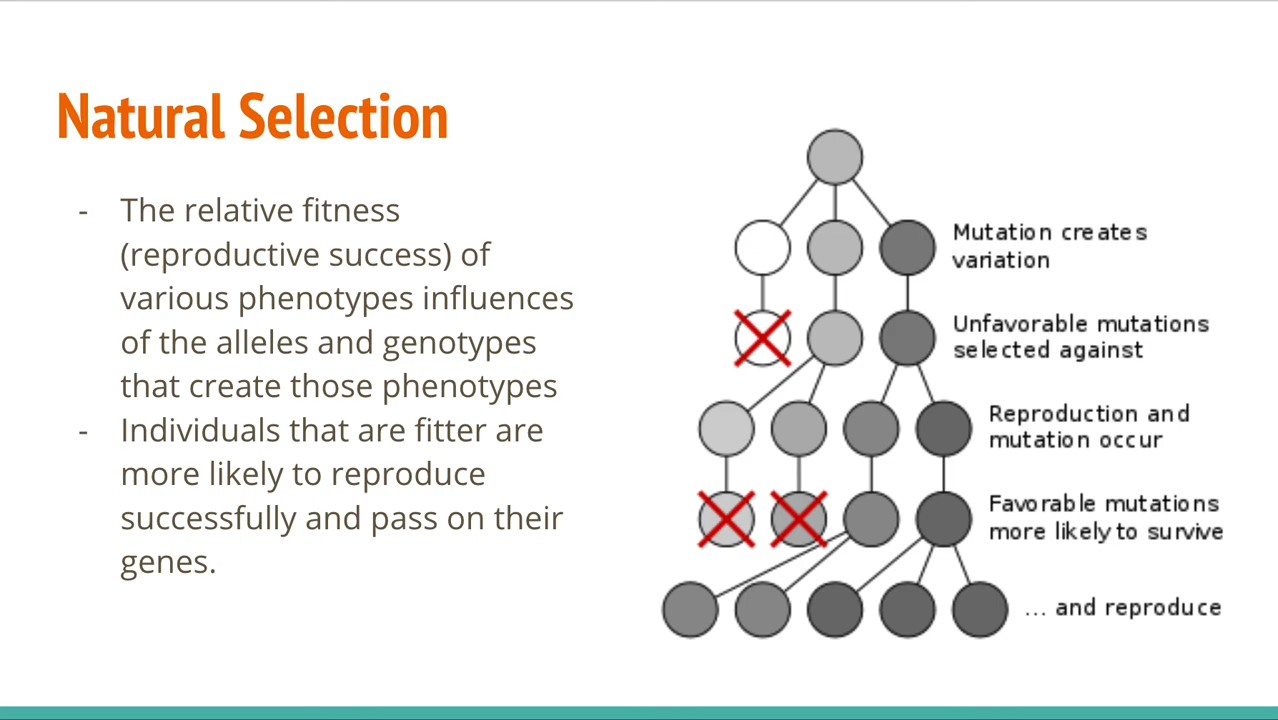 Natural Selection
- The relative fitness
(reproductive success) of
various phenotypes influences
of the alleles and genotypes
that create those phenotypes
- Individuals that are fitter are
more likely to reproduce
successfully and pass on their
genes.
Mutation creates
variation
Unfavorable mutations
selected against
Reproduction and
mutation occur
Favorable mutations
more likely to survive
... and reproduce